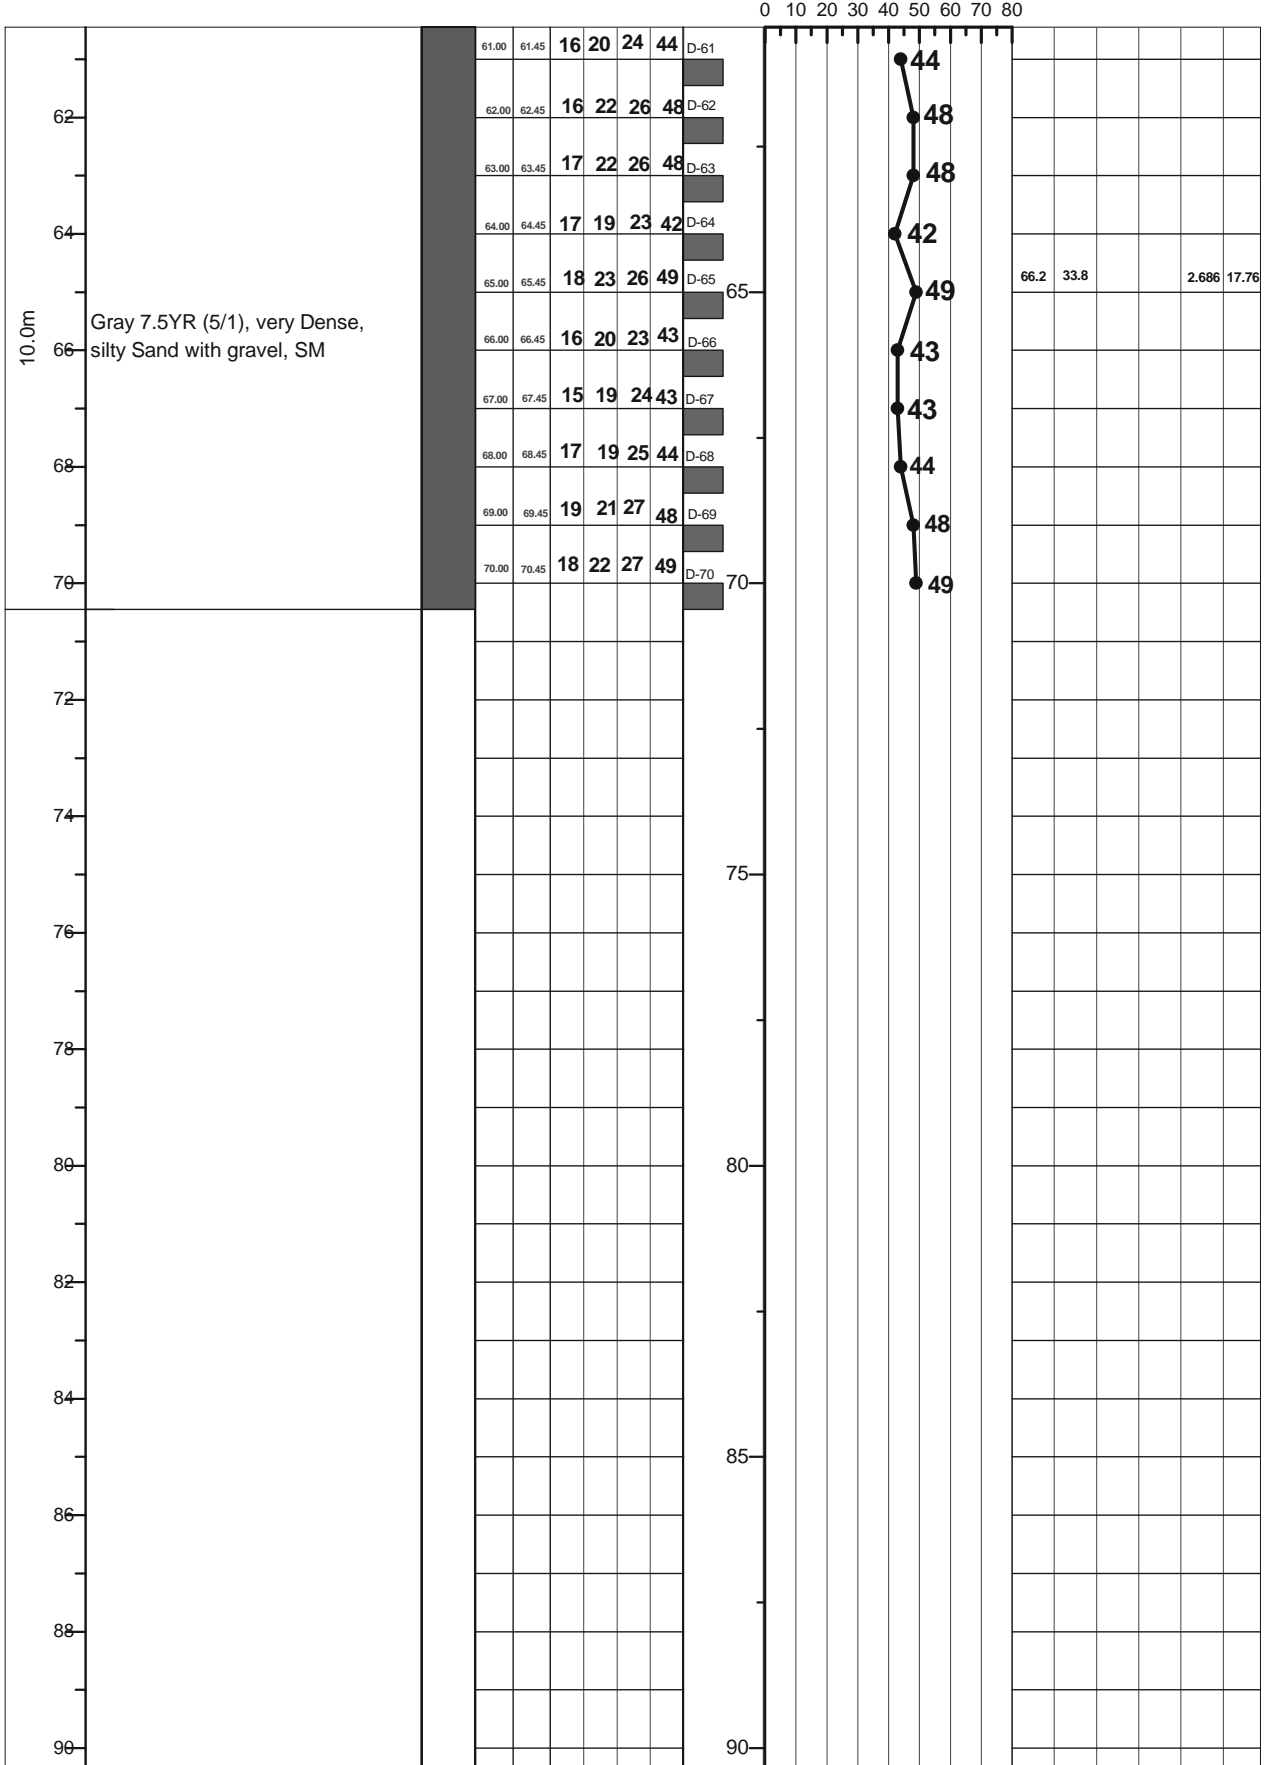 0 10 20 30 40 50 60 70 80
61.00 61.45 16 20 24 44 D-61
44
62 62.00 62.45 16 22 26 48 D-62
48
63.00 63.45 17 22 26 48 D-63
48
64 64.00 64.45 17 19 23 42 D-64
42
65.00 65.45 18 23 26 49 D-65
65 49 66.2 33.8 2.686 17.76
10.0m
Gray 7.5YR (5/1), very Dense,
silty Sand with gravel, SM
66 66.00 66.45 16 20 23 43 D-66
43
67.00 67.45 15 19 24 43 D-67
43
68 68.00 68.45 17 19 25 44 D-68
44
69.00 69.45 19 21 27 48 D-69
48
70 70.00 70.45 18 22 27 49 D-70
70 49
72
74
75
76
78
80 80
82
84
85
86
88
90 90